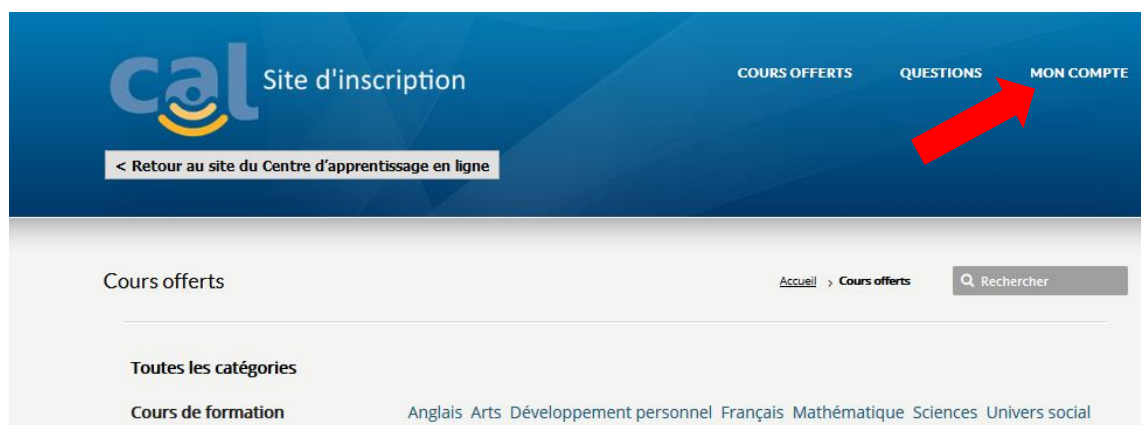 cal Site d'inscription
COURS OFFERTS QUESTIONS MON COMPTE
< Retour au site du Centre d'apprentissage en ligne
Cours offerts
Accueil > Cours offerts
Rechercher
Toutes les catégories
Cours de formation Anglais Arts Développement personnel Français Mathématique Sciences Univers social